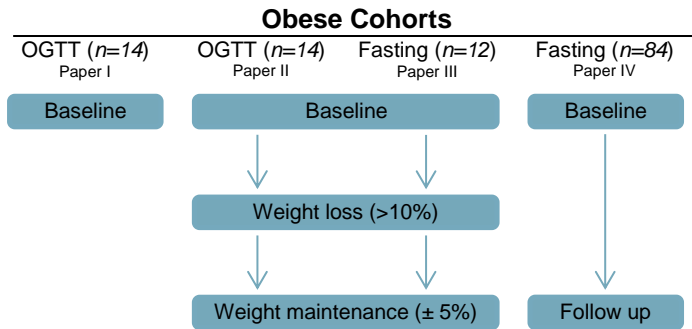 Obese Cohorts
OGTT (n=14) OGTT (n=14) Fasting (n=12) Fasting (n=84)
Paper I Paper II Paper III Paper IV
Baseline Baseline Baseline
Weight loss (>10%)
Weight maintenance (± 5%) Follow up